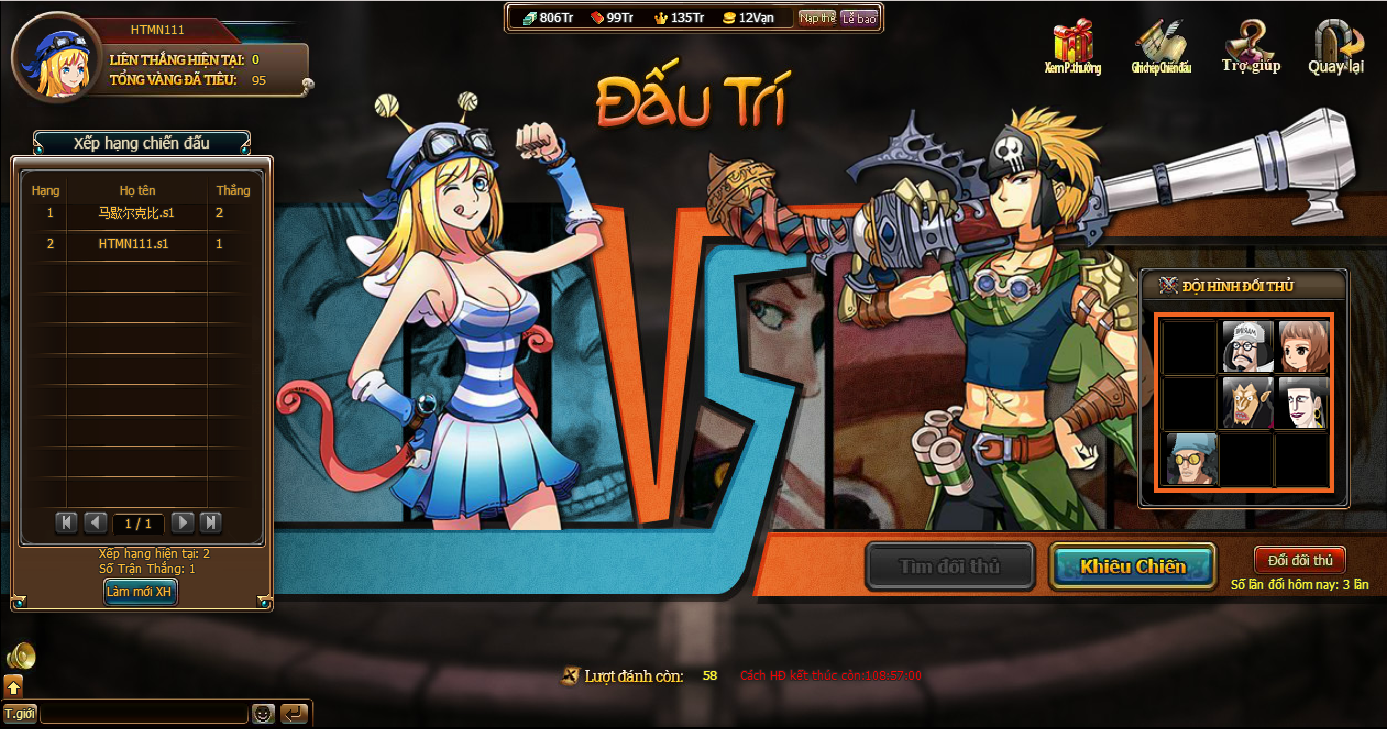 HTMN111
LIÊN THẮNG HIỆN TẠI: 0
TỔNG VÀNG ĐÃ TIÊU: 95
806Tr 99Tr 135Tr 12Vạn Nạp thẻ Lễ bao
Xem P.thưởng Ghi chép Chiến đấu Trợ giúp Quay lại
Đấu Trí
Xếp hạng chiến đấu
Hạng Họ tên Thắng
1 马歇尔克比.s1 2
2 HTMN111.s1 1
1 / 1
Xếp hạng hiện tại: 2
Số Trận Thắng: 1
Làm mới XH
VS
ĐỘI HÌNH ĐỐI THỦ
Tìm đối thủ
Khiêu Chiến
Đổi đối thủ
Số lần đổi hôm nay: 3 lần
Lượt đánh còn: 58 Cách HĐ kết thúc còn:108:57:00
T.giới